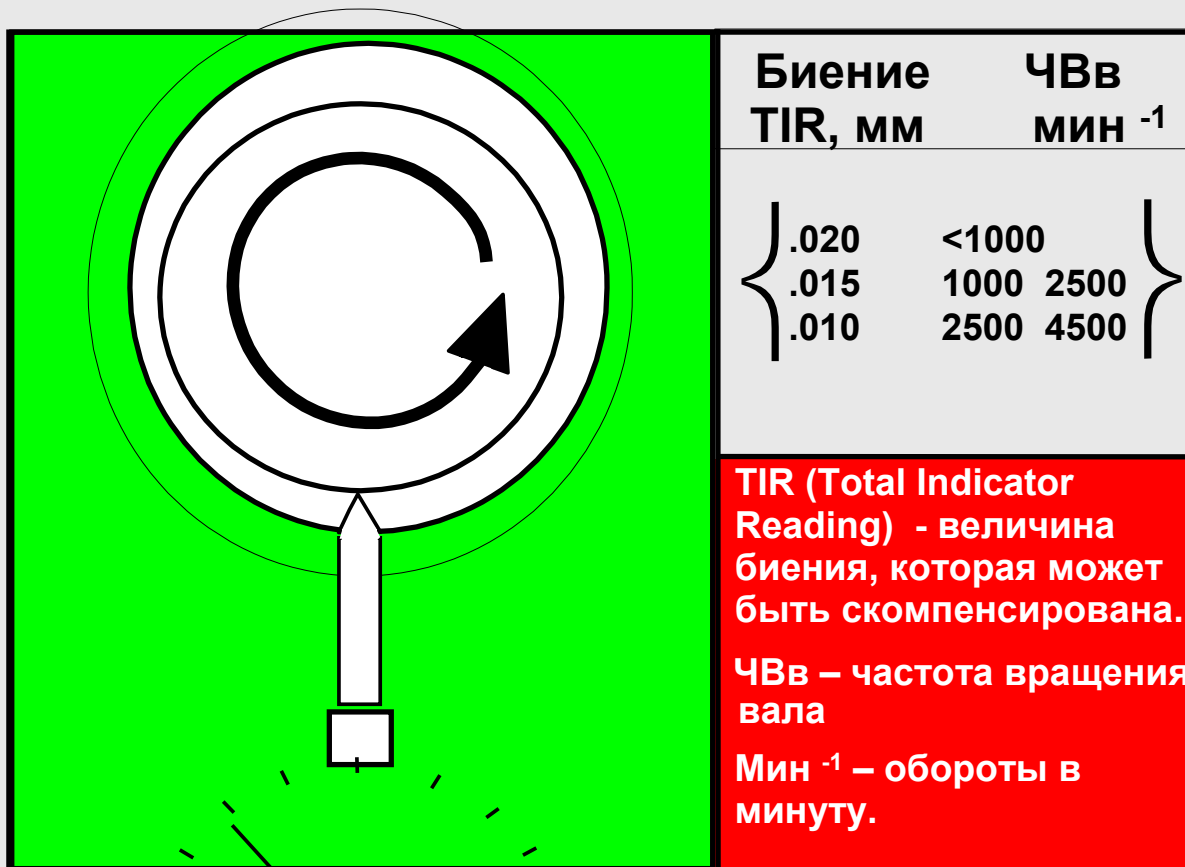 Биение ЧВв
TIR, мм мин -1
.020 <1000
.015 1000 2500
.010 2500 4500
TIR (Total Indicator
Reading) - величина
биения, которая может
быть скомпенсирована.
ЧВв – частота вращения
вала
Мин -1 – обороты в
минуту.